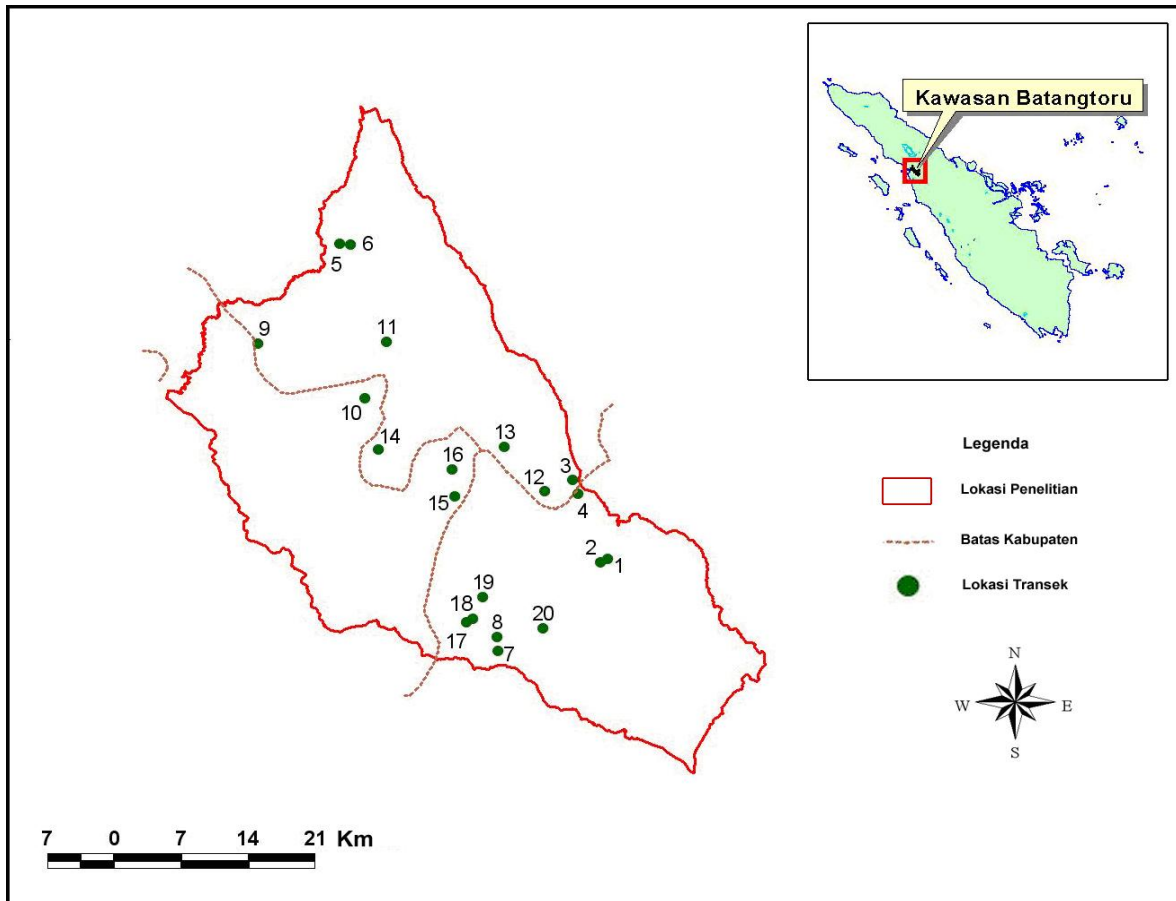 Kawasan Batangtoru
5
6
9
11
10
14
16
13
15
12
3
4
2
1
19
18
17
8
20
7
Legenda
Lokasi Penelitian
Batas Kabupaten
Lokasi Transek
N
W E
S
7 0 7 14 21 Km